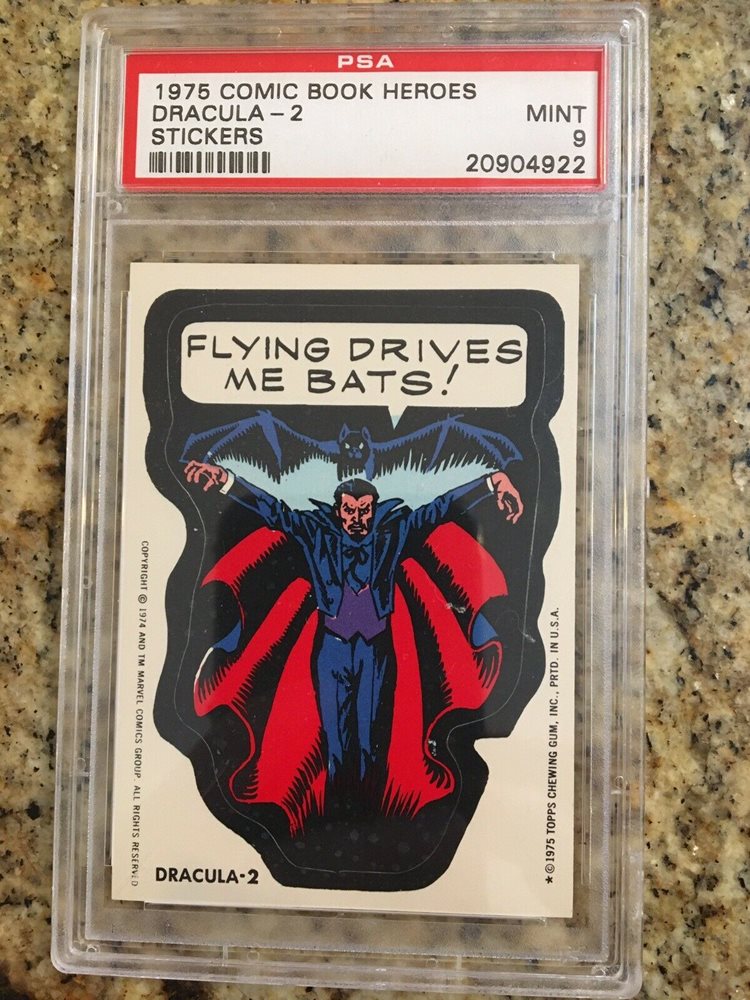 PSA
1975 COMIC BOOK HEROES
DRACULA - 2 MINT
STICKERS 9
20904922
FLYING DRIVES
ME BATS!
COPYRIGHT © 1974 AND TM MARVEL COMICS GROUP. ALL RIGHTS RESERVED
★ © 1975 TOPPS CHEWING GUM, INC., PRTD. IN U.S.A.
DRACULA-2